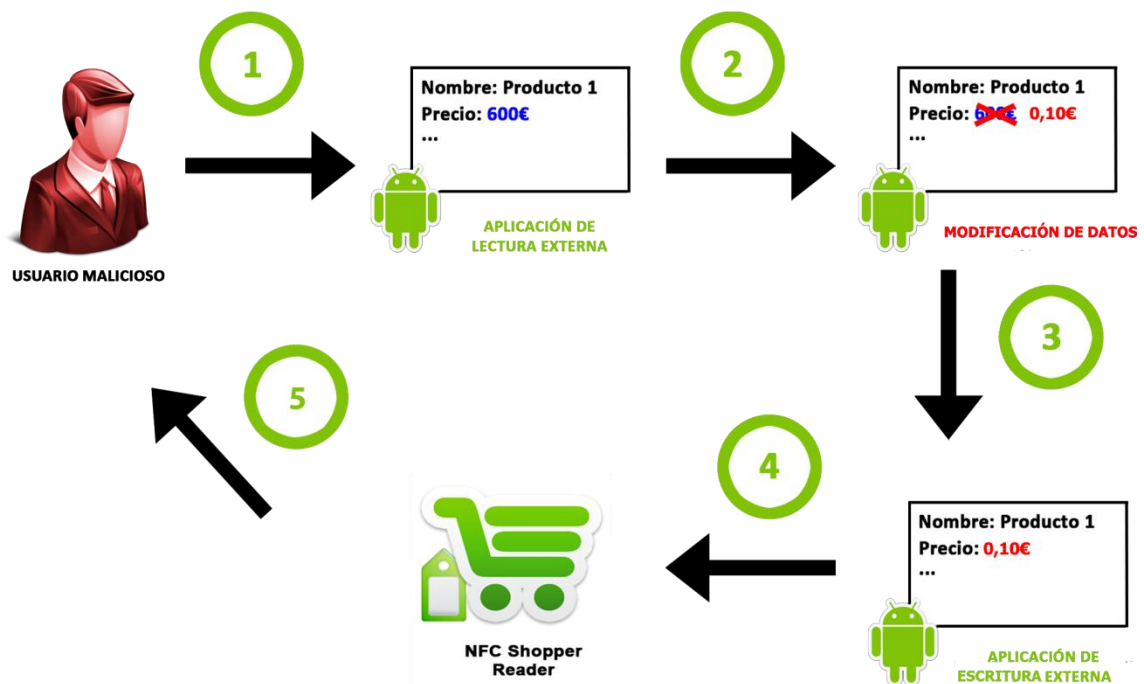 1
2
Nombre: Producto 1
Precio: 600€
...
Nombre: Producto 1
Precio: 600€ 0,10€
...
APLICACIÓN DE
LECTURA EXTERNA
MODIFICACIÓN DE DATOS
USUARIO MALICIOSO
3
5
4
Nombre: Producto 1
Precio: 0,10€
...
NFC Shopper
Reader
APLICACIÓN DE
ESCRITURA EXTERNA